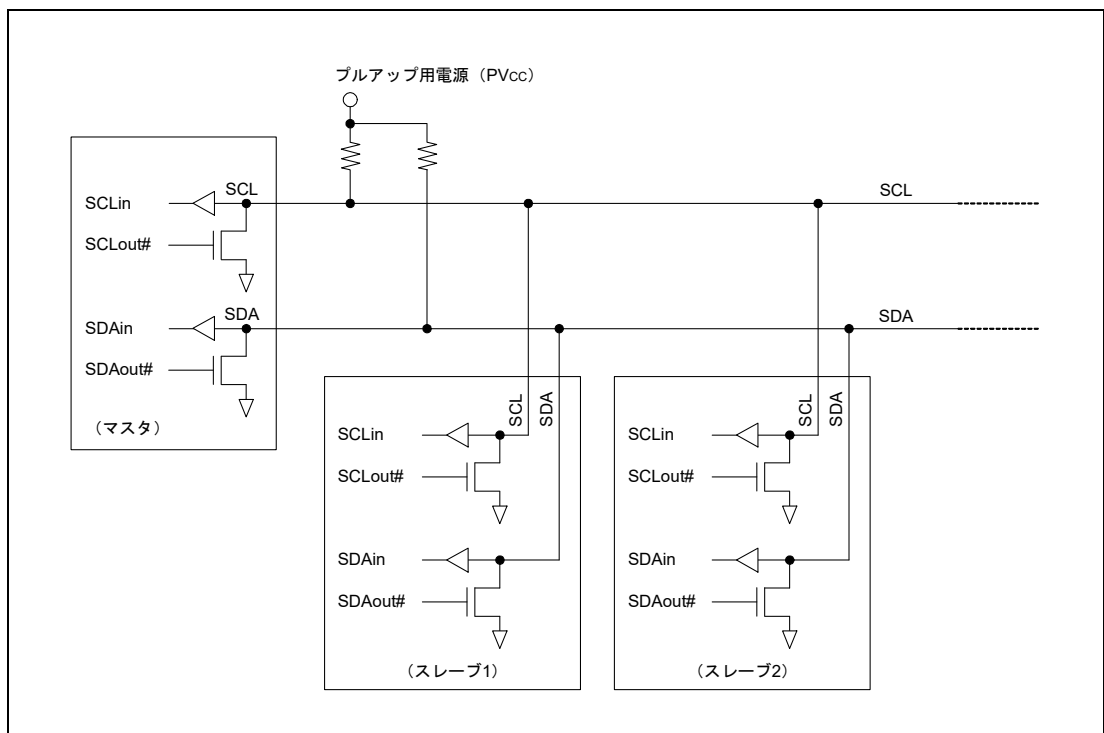 プルアップ用電源（PVcc）
SCL
SCLin
SCLout#
SDA
SDAin
SDAout#
（マスタ）
SCL
SDA
SCL
SDA
SCLin
SCLout#
SDAin
SDAout#
（スレーブ1）
SCL
SDA
SCLin
SCLout#
SDAin
SDAout#
（スレーブ2）